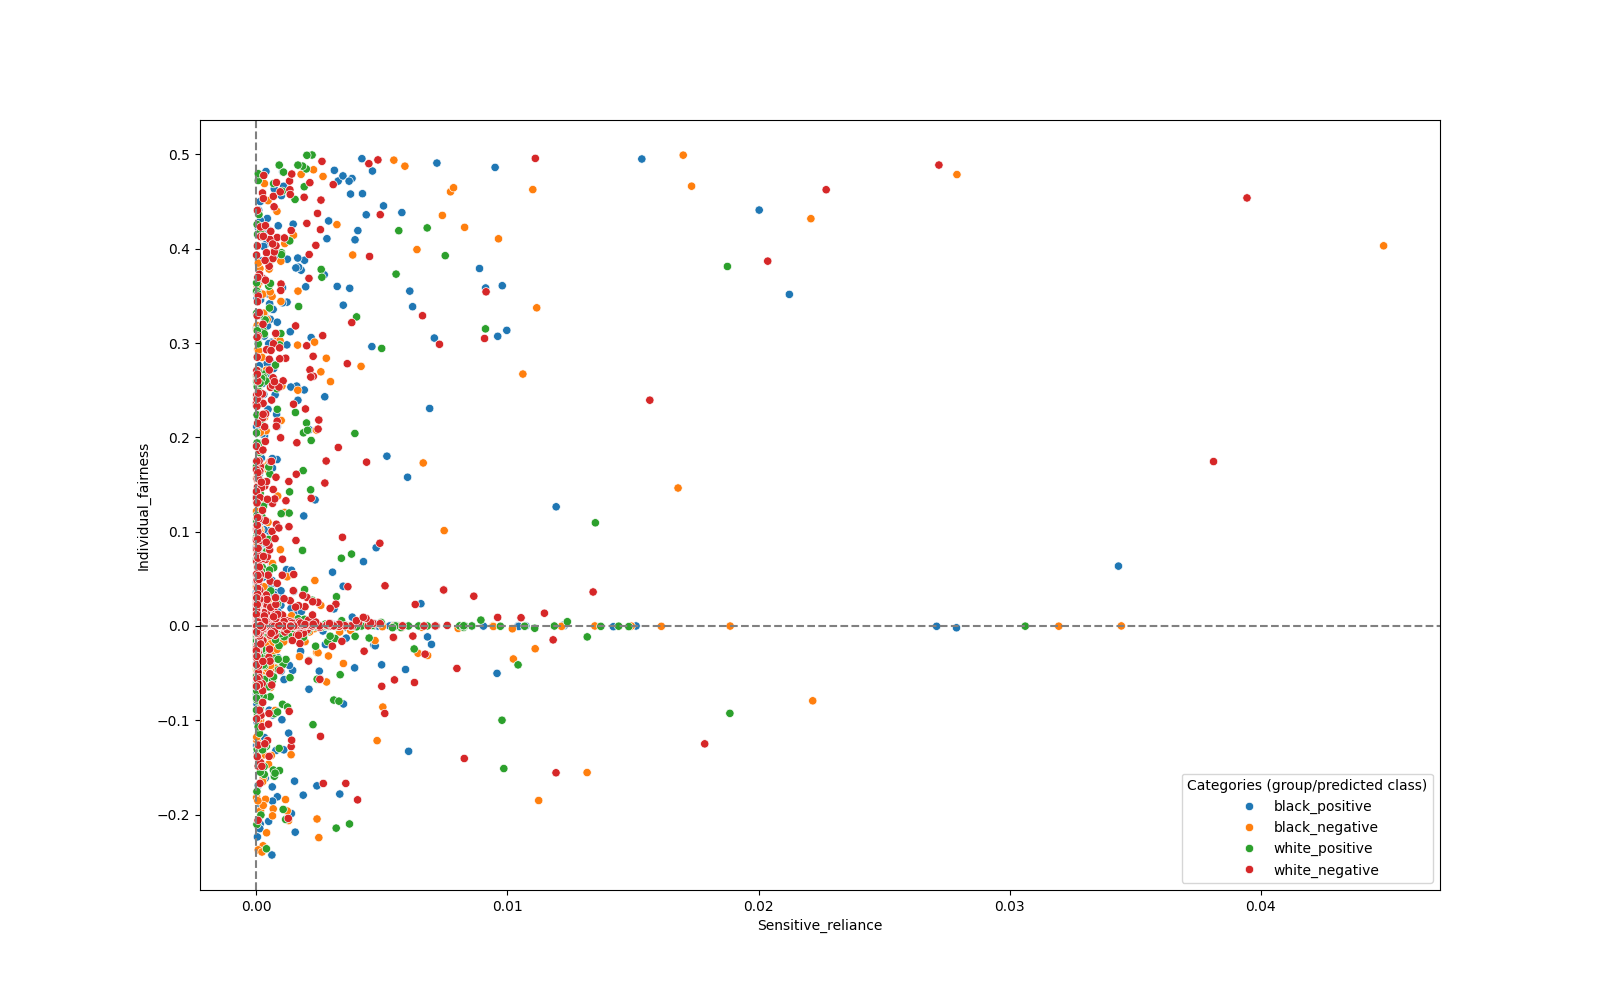 0.5
0.4
0.3
0.2
0.1
0.0
−0.1
−0.2
Individual_fairness
0.00 0.01 0.02 0.03 0.04
Sensitive_reliance
Categories (group/predicted class)
black_positive
black_negative
white_positive
white_negative